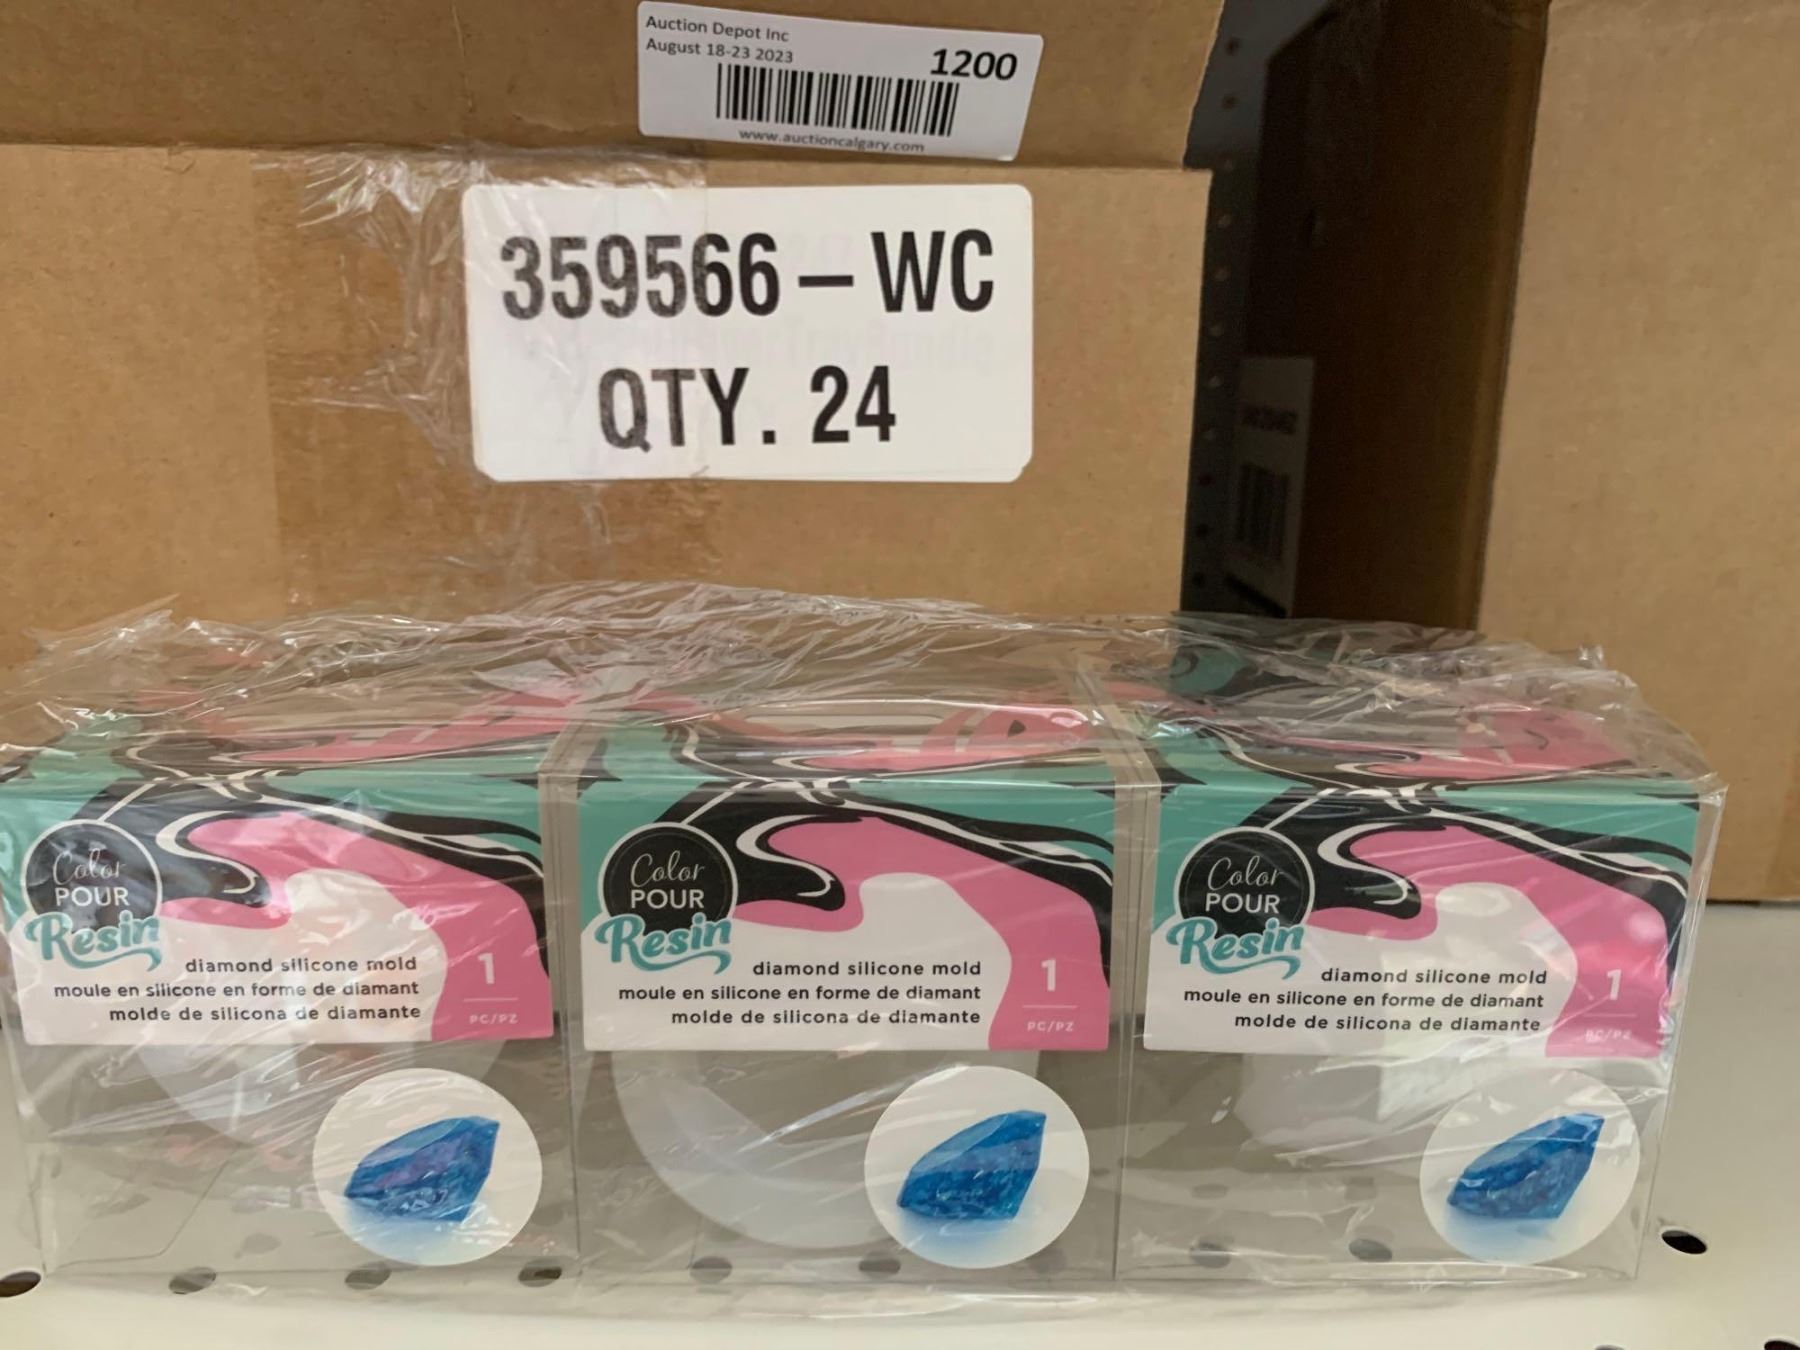 Auction Depot Inc
August 18-23 2023
1200
www.auctioncalgary.com
359566 – WC
QTY. 24
Color
POUR
Resin
diamond silicone mold
moule en silicone en forme de diamant
molde de silicona de diamante
1
PC/PZ
Color
POUR
Resin
diamond silicone mold
moule en silicone en forme de diamant
molde de silicona de diamante
1
PC/PZ
Color
POUR
Resin
diamond silicone mold
moule en silicone en forme de diamant
molde de silicona de diamante
1
PC/PZ